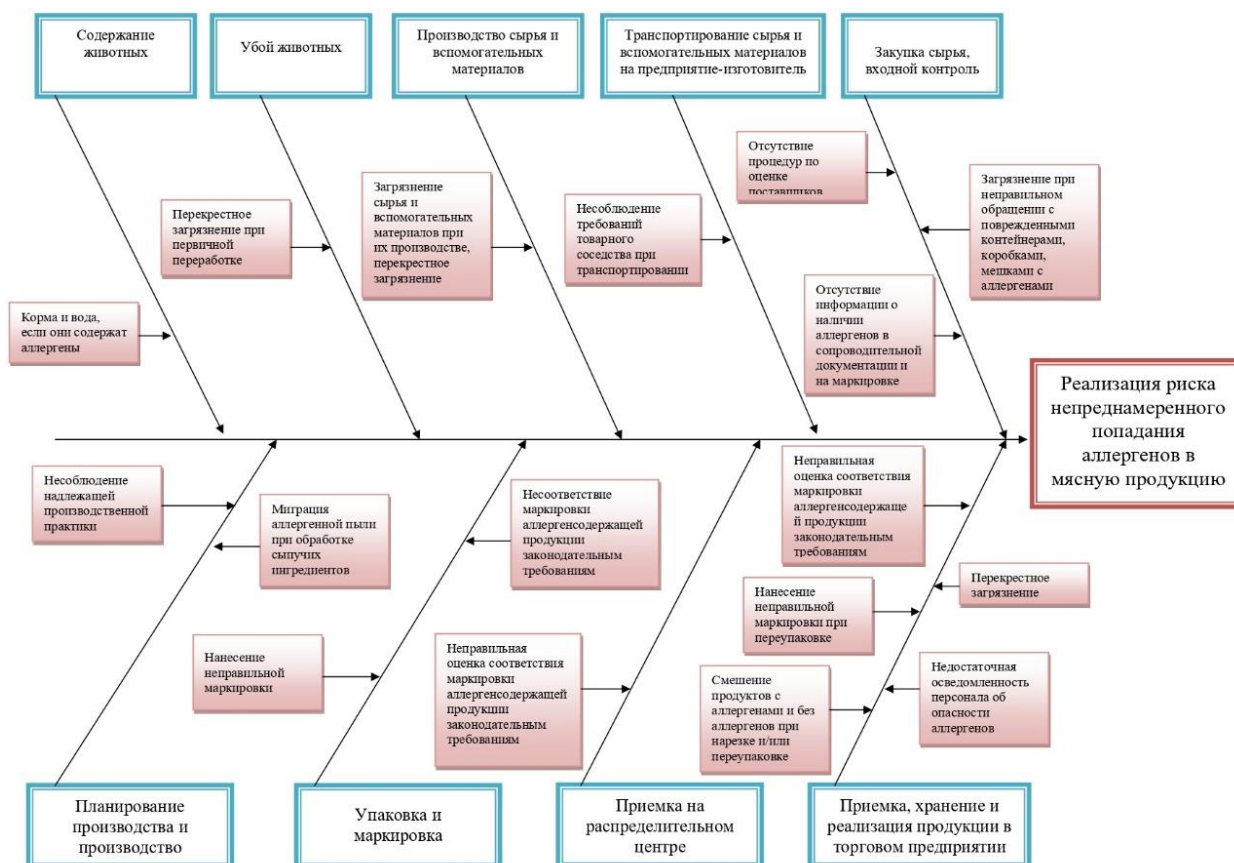 Содержание
животных
Убой животных
Производство сырья и
вспомогательных
материалов
Транспортирование сырья и
вспомогательных материалов
на предприятие-изготовитель
Закупка сырья,
входной контроль
Отсутствие
процедур по
оценке
поставщиков
Загрязнение при
неправильном
обращении с
поврежденными
контейнерами,
коробками,
мешками с
аллергенами
Перекрестное
загрязнение при
первичной
переработке
Загрязнение
сырья и
вспомогательных
материалов при
их производстве,
перекрестное
загрязнение
Несоблюдение
требований
товарного
соседства при
транспортировании
Отсутствие
информации о
наличии
аллергенов в
сопроводительной
документации и
на маркировке
Корма и вода,
если они содержат
аллергены
Реализация риска
непреднамеренного
попадания
аллергенов в
мясную продукцию
Несоблюдение
надлежащей
производственной
практики
Миграция
аллергенной пыли
при обработке
сыпучих
ингредиентов
Несоответствие
маркировки
аллергенсодержащей
продукции
законодательным
требованиям
Неправильная
оценка соответствия
маркировки
аллергенсодержаще
й продукции
законодательным
требованиям
Перекрестное
загрязнение
Нанесение
неправильной
маркировки при
переупаковке
Нанесение
неправильной
маркировки
Неправильная
оценка соответствия
маркировки
аллергенсодержащей
продукции
законодательным
требованиям
Смешение
продуктов с
аллергенами и без
аллергенов при
нарезке и/или
переупаковке
Недостаточная
осведомленность
персонала об
опасности
аллергенов
Планирование
производства и
производство
Упаковка и
маркировка
Приемка на
распределительном
центре
Приемка, хранение и
реализация продукции в
торговом предприятии